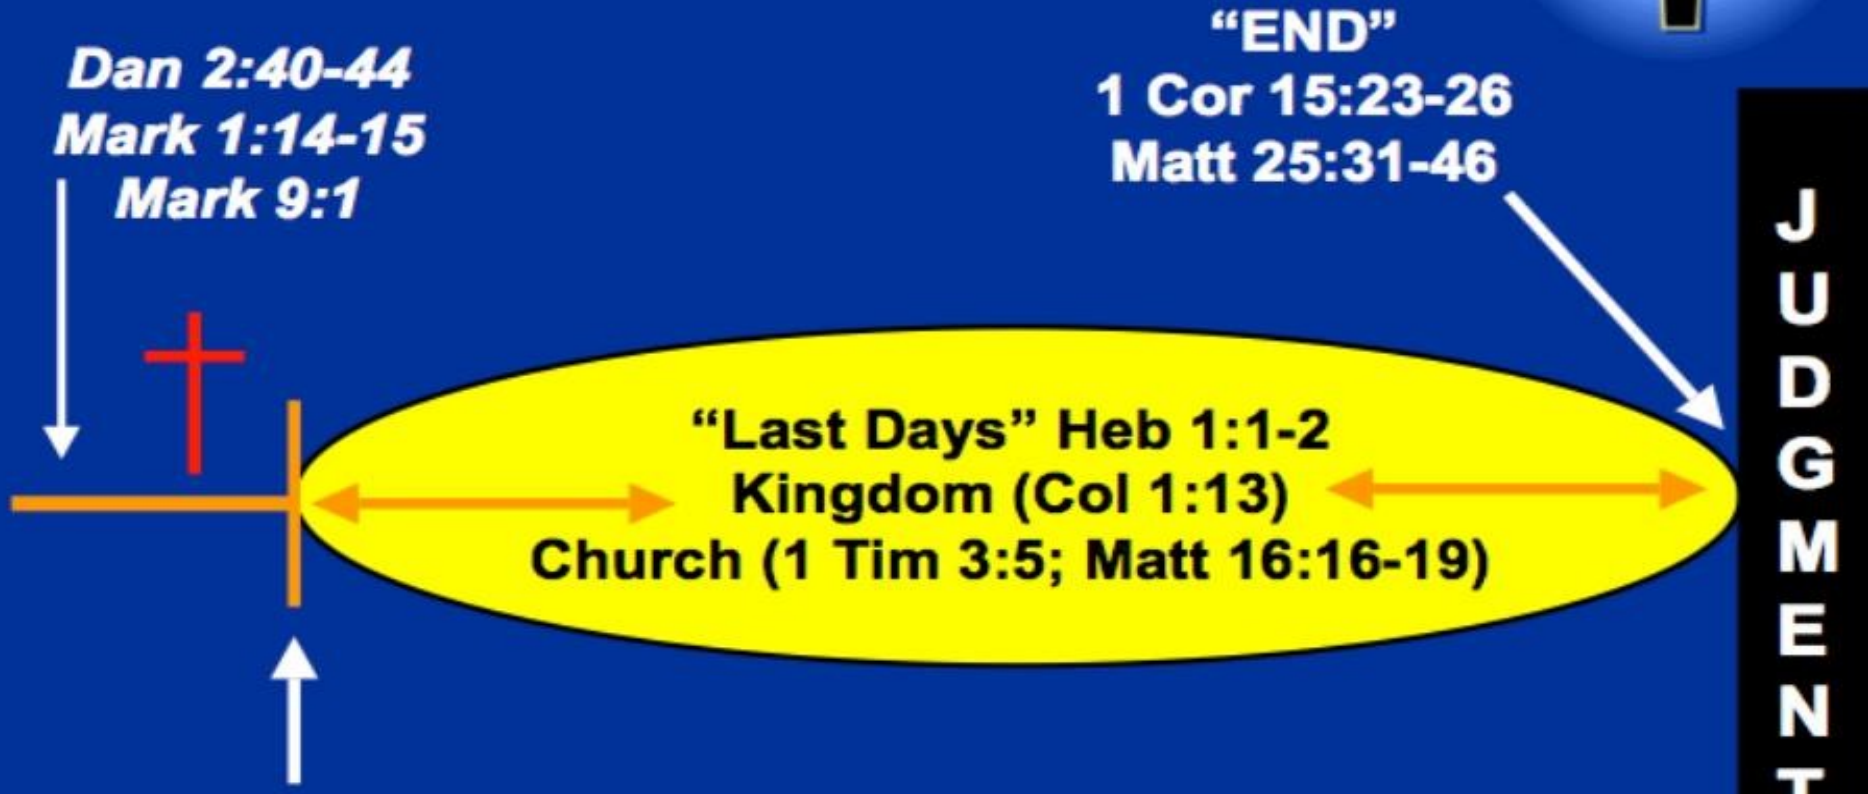 Dan 2:40-44
Mark 1:14-15
Mark 9:1
“END”
1 Cor 15:23-26
Matt 25:31-46
“Last Days” Heb 1:1-2
Kingdom (Col 1:13)
Church (1 Tim 3:5; Matt 16:16-19)
JUDGMENT